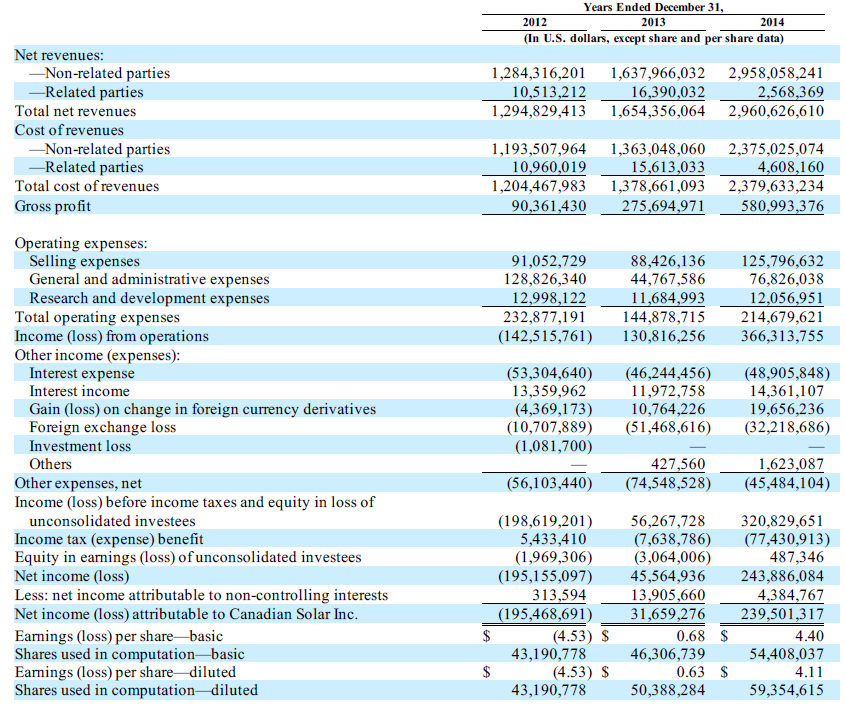 Years Ended December 31,
2012 2013 2014
(In U.S. dollars, except share and per share data)
Net revenues:
—Non-related parties 1,284,316,201 1,637,966,032 2,958,058,241
—Related parties 10,513,212 16,390,032 2,568,369
Total net revenues 1,294,829,413 1,654,356,064 2,960,626,610
Cost of revenues
—Non-related parties 1,193,507,964 1,363,048,060 2,375,025,074
—Related parties 10,960,019 15,613,033 4,608,160
Total cost of revenues 1,204,467,983 1,378,661,093 2,379,633,234
Gross profit 90,361,430 275,694,971 580,993,376
Operating expenses:
Selling expenses 91,052,729 88,426,136 125,796,632
General and administrative expenses 128,826,340 44,767,586 76,826,038
Research and development expenses 12,998,122 11,684,993 12,056,951
Total operating expenses 232,877,191 144,878,715 214,679,621
Income (loss) from operations (142,515,761) 130,816,256 366,313,755
Other income (expenses):
Interest expense (53,304,640) (46,244,456) (48,905,848)
Interest income 13,359,962 11,972,758 14,361,107
Gain (loss) on change in foreign currency derivatives (4,369,173) 10,764,226 19,656,236
Foreign exchange loss (10,707,889) (51,468,616) (32,218,686)
Investment loss (1,081,700) — —
Others — 427,560 1,623,087
Other expenses, net (56,103,440) (74,548,528) (45,484,104)
Income (loss) before income taxes and equity in loss of
unconsolidated investees (198,619,201) 56,267,728 320,829,651
Income tax (expense) benefit 5,433,410 (7,638,786) (77,430,913)
Equity in earnings (loss) of unconsolidated investees (1,969,306) (3,064,006) 487,346
Net income (loss) (195,155,097) 45,564,936 243,886,084
Less: net income attributable to non-controlling interests 313,594 13,905,660 4,384,767
Net income (loss) attributable to Canadian Solar Inc. (195,468,691) 31,659,276 239,501,317
Earnings (loss) per share—basic $ (4.53) $ 0.68 $ 4.40
Shares used in computation—basic 43,190,778 46,306,739 54,408,037
Earnings (loss) per share—diluted $ (4.53) $ 0.63 $ 4.11
Shares used in computation—diluted 43,190,778 50,388,284 59,354,615